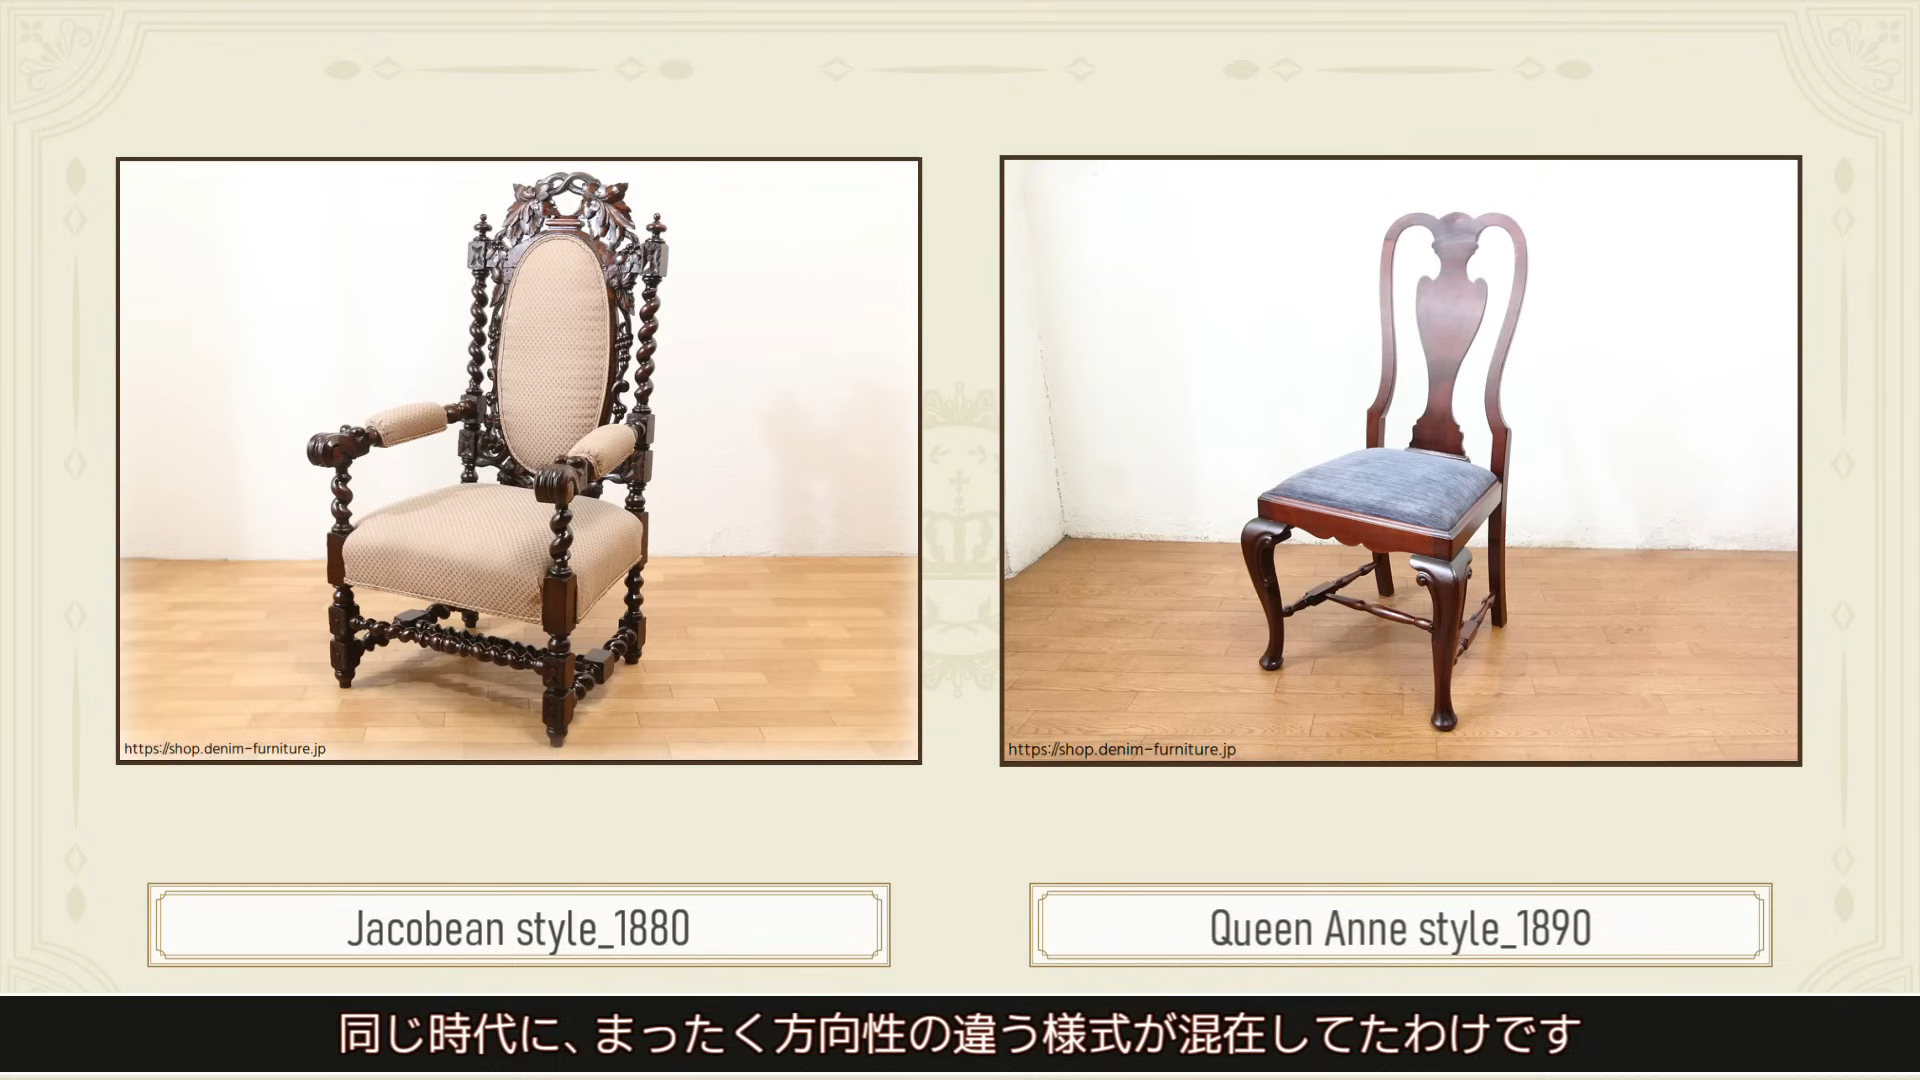 https://shop.denim-furniture.jp
https://shop.denim-furniture.jp
Jacobean style_1880
Queen Anne style_1890
同じ時代に、まったく方向性の違う様式が混在してたわけです